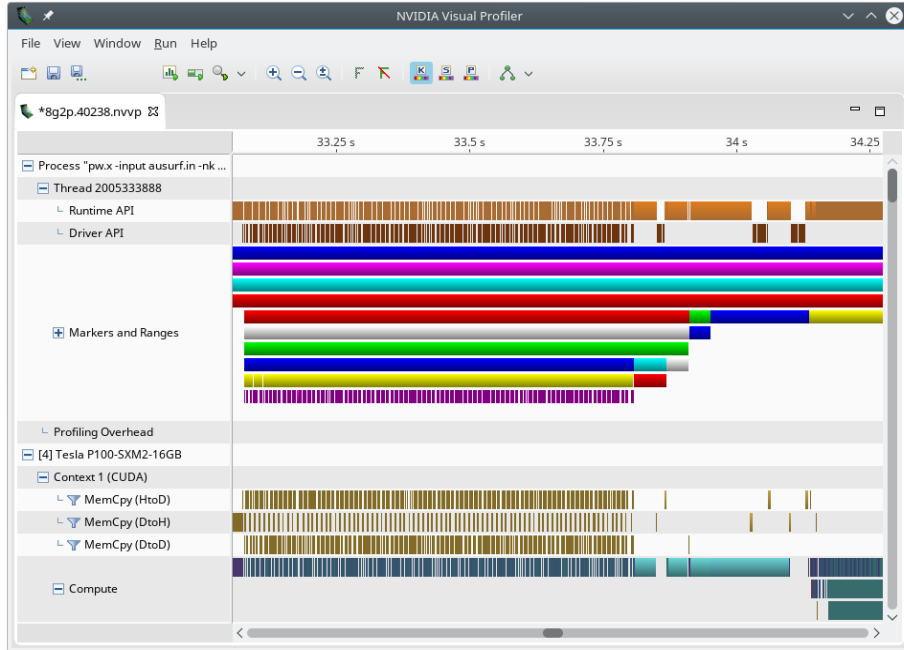 NVIDIA Visual Profiler
File View Window Run Help
*8g2p.40238.nvvp
33.25 s 33.5 s 33.75 s 34 s 34.25
Process "pw.x -input ausurf.in -nk ...
Thread 2005333888
Runtime API
Driver API
Markers and Ranges
Profiling Overhead
[4] Tesla P100-SXM2-16GB
Context 1 (CUDA)
MemCpy (HtoD)
MemCpy (DtoH)
MemCpy (DtoD)
Compute